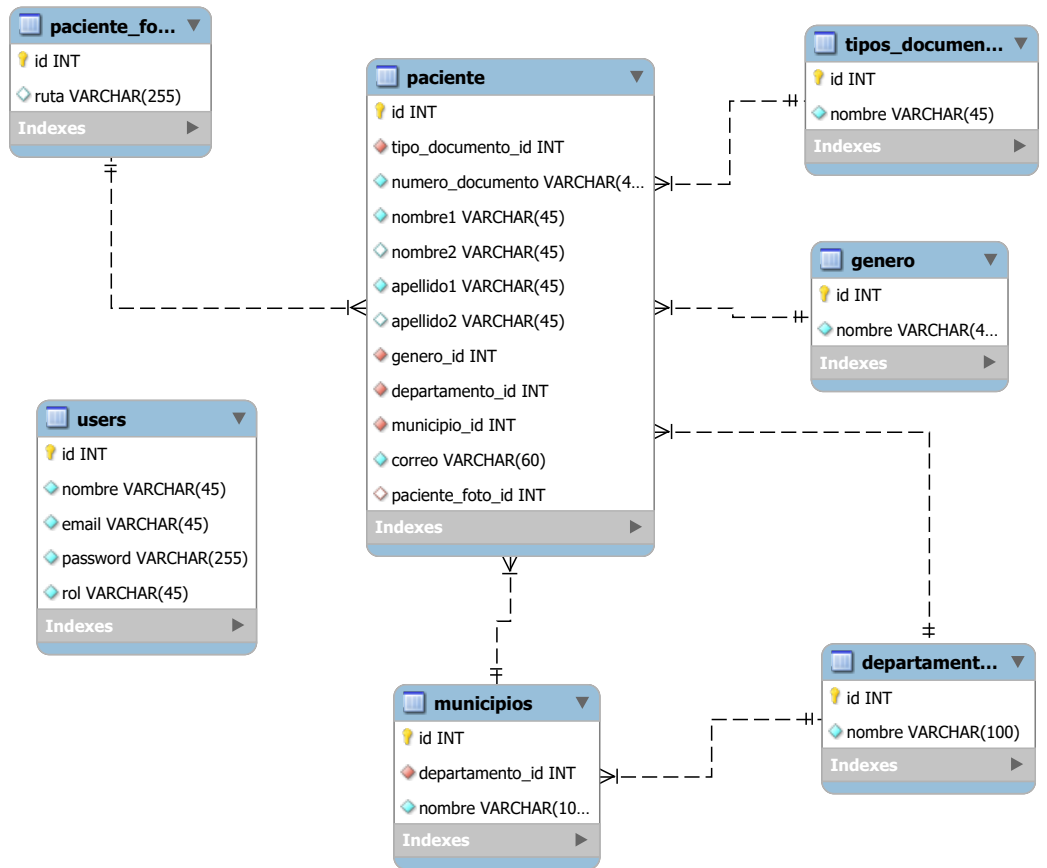 paciente_fo...
id INT
ruta VARCHAR(255)
Indexes
paciente
id INT
tipo_documento_id INT
numero_documento VARCHAR(4...
nombre1 VARCHAR(45)
nombre2 VARCHAR(45)
apellido1 VARCHAR(45)
apellido2 VARCHAR(45)
genero_id INT
departamento_id INT
municipio_id INT
correo VARCHAR(60)
paciente_foto_id INT
Indexes
tipos_documen...
id INT
nombre VARCHAR(45)
Indexes
genero
id INT
nombre VARCHAR(4...
Indexes
users
id INT
nombre VARCHAR(45)
email VARCHAR(45)
password VARCHAR(255)
rol VARCHAR(45)
Indexes
municipios
id INT
departamento_id INT
nombre VARCHAR(10...
Indexes
departament...
id INT
nombre VARCHAR(100)
Indexes